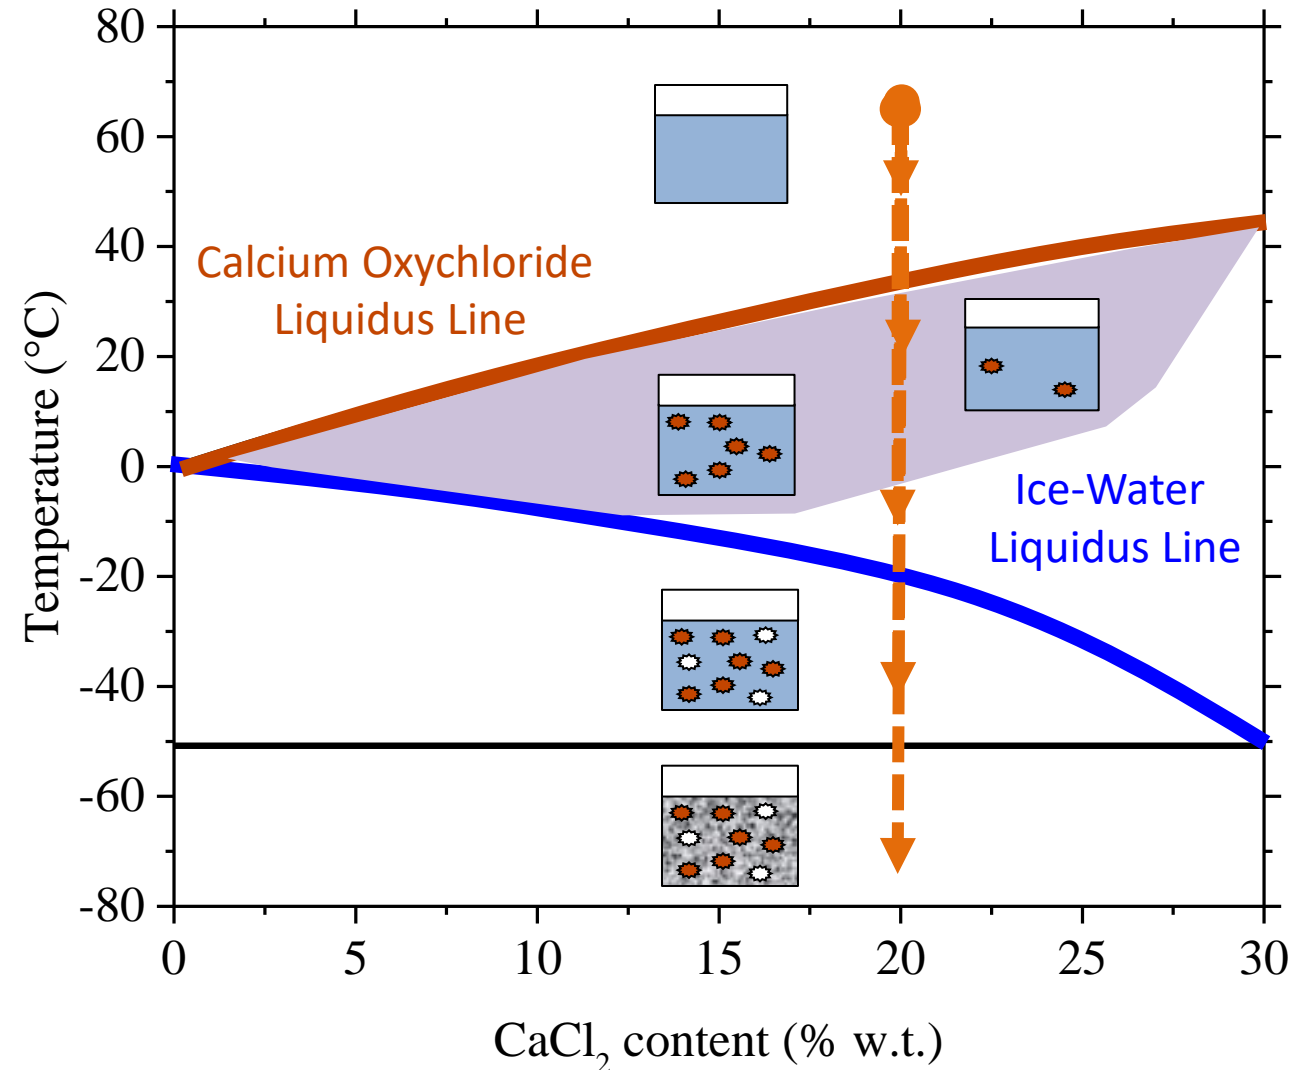 80
60
40
20
0
-20
-40
-60
-80
Temperature (°C)
Calcium Oxychloride
Liquidus Line
Ice-Water
Liquidus Line
0 5 10 15 20 25 30
CaCl₂ content (% w.t.)